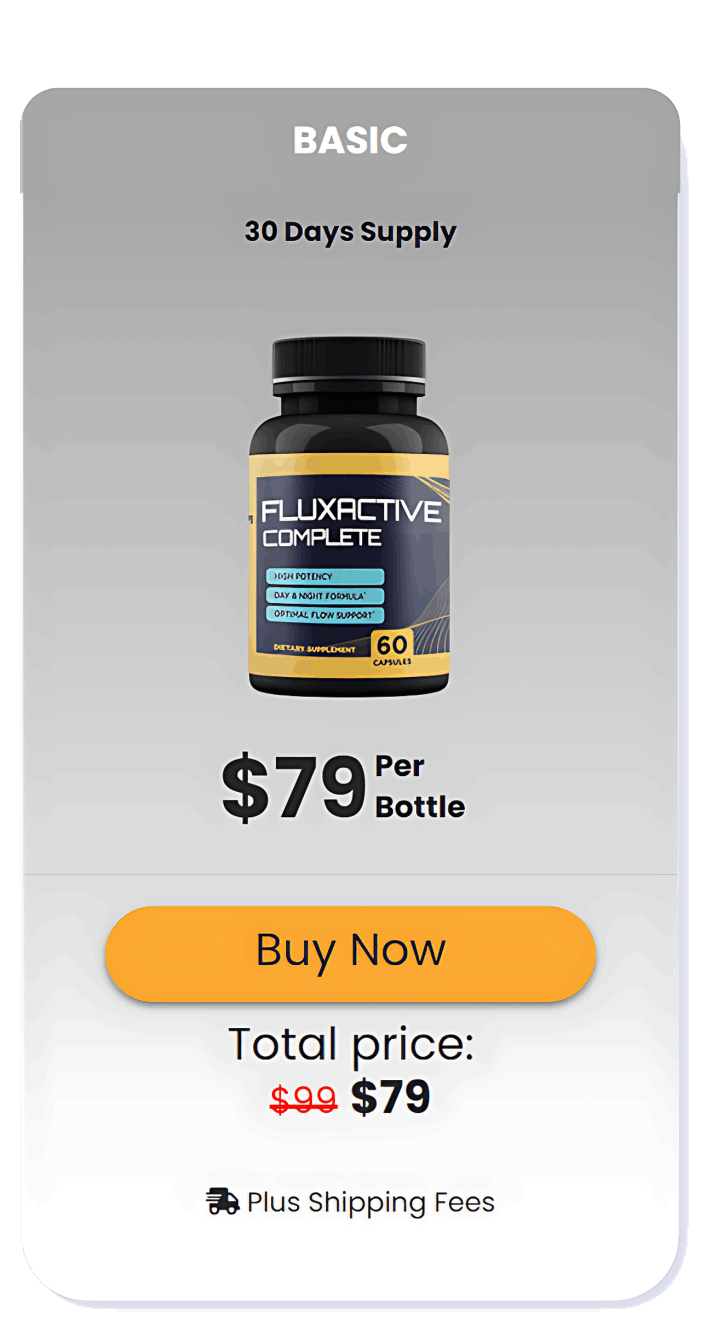 BASIC
30 Days Supply
FLUXACTIVE
COMPLETE
HIGH POTENCY
DAY & NIGHT FORMULA*
OPTIMAL FLOW SUPPORT*
DIETARY SUPPLEMENT
60
CAPSULES
$79 Per
Bottle
Buy Now
Total price:
$99 $79
Plus Shipping Fees